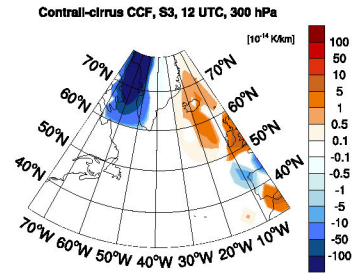 Contrail-cirrus CCF, S3, 12 UTC, 300 hPa
[10⁻¹⁴ K/km]
70°N 70°N
60°N 60°N
50°N 50°N
40°N 40°N
70°W 60°W 50°W 40°W 30°W 20°W 10°W
100
50
10
5
1
0.5
0.1
-0.1
-0.5
-1
-5
-10
-50
-100